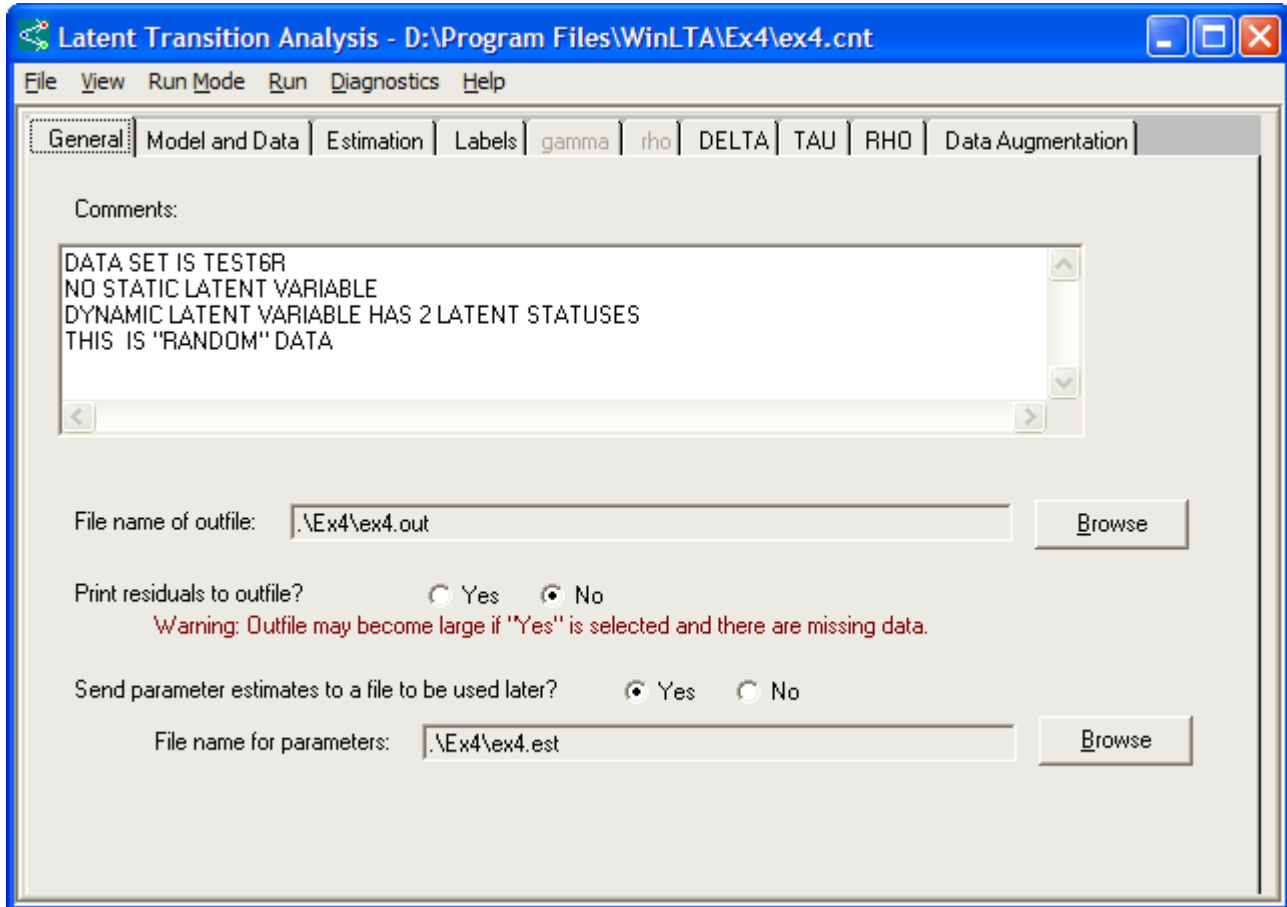 Latent Transition Analysis - D:\Program Files\WinLTA\Ex4\ex4.cnt
File View Run Mode Run Diagnostics Help
General Model and Data Estimation Labels gamma rho DELTA TAU RHO Data Augmentation
Comments:
DATA SET IS TEST6R
NO STATIC LATENT VARIABLE
DYNAMIC LATENT VARIABLE HAS 2 LATENT STATUSES
THIS IS "RANDOM" DATA
File name of outfile: .\Ex4\ex4.out Browse
Print residuals to outfile? Yes No
Warning: Outfile may become large if "Yes" is selected and there are missing data.
Send parameter estimates to a file to be used later? Yes No
File name for parameters: .\Ex4\ex4.est Browse